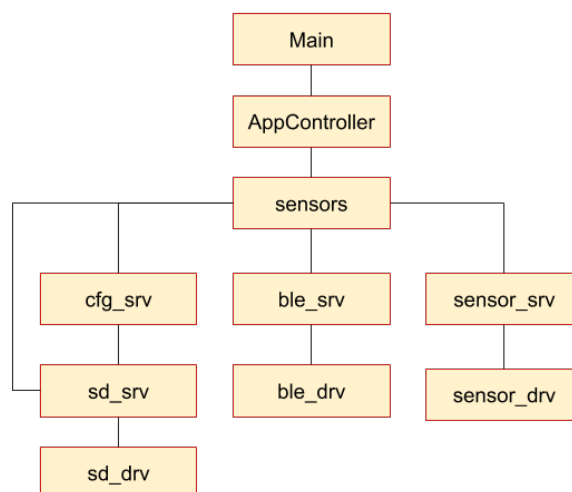 Main
AppController
sensors
cfg_srv
ble_srv
sensor_srv
sd_srv
ble_drv
sensor_drv
sd_drv